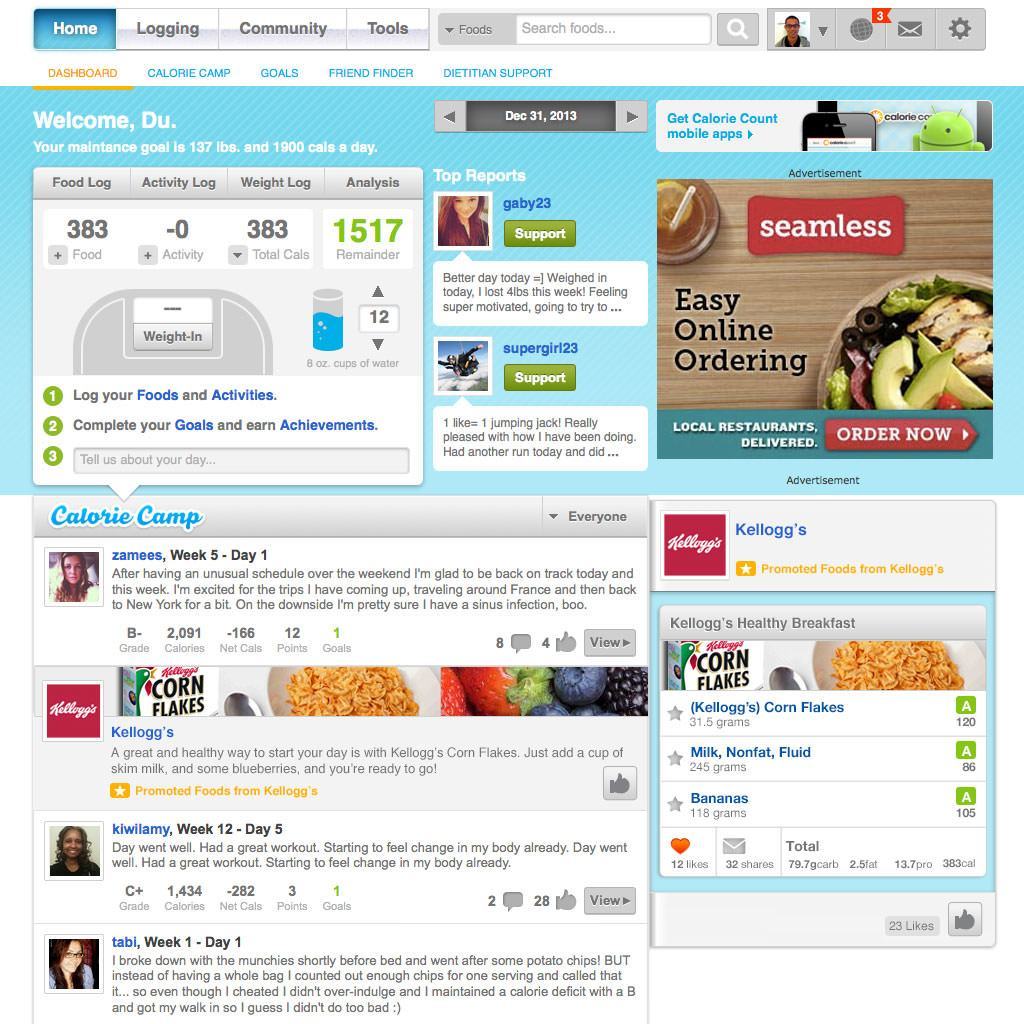 Home
Logging
Community
Tools
Foods
Search foods...
3
DASHBOARD
CALORIE CAMP
GOALS
FRIEND FINDER
DIETITIAN SUPPORT
Welcome, Du.
Your maintance goal is 137 lbs. and 1900 cals a day.
Dec 31, 2013
Get Calorie Count
mobile apps
calorie co
Food Log
Activity Log
Weight Log
Analysis
383
Food
-0
Activity
383
Total Cals
1517
Remainder
---
Weight-In
12
8 oz. cups of water
1 Log your Foods and Activities.
2 Complete your Goals and earn Achievements.
3 Tell us about your day...
Top Reports
gaby23
Support
Better day today =] Weighed in
today, I lost 4lbs this week! Feeling
super motivated, going to try to ...
supergirl23
Support
1 like= 1 jumping jack! Really
pleased with how I have been doing.
Had another run today and did ...
Advertisement
seamless
Easy
Online
Ordering
LOCAL RESTAURANTS,
DELIVERED.
ORDER NOW
Advertisement
Calorie Camp
Everyone
zamees, Week 5 - Day 1
After having an unusual schedule over the weekend I'm glad to be back on track today and
this week. I'm excited for the trips I have coming up, traveling around France and then back
to New York for a bit. On the downside I'm pretty sure I have a sinus infection, boo.
B- 2,091 -166 12 1
Grade Calories Net Cals Points Goals
8 4 View
Kellogg's
Kellogg's
CORN
FLAKES
Kellogg's
A great and healthy way to start your day is with Kellogg's Corn Flakes. Just add a cup of
skim milk, and some blueberries, and you're ready to go!
Promoted Foods from Kellogg's
kiwilamy, Week 12 - Day 5
Day went well. Had a great workout. Starting to feel change in my body already. Day went
well. Had a great workout. Starting to feel change in my body already.
C+ 1,434 -282 3 1
Grade Calories Net Cals Points Goals
2 28 View
tabi, Week 1 - Day 1
I broke down with the munchies shortly before bed and went after some potato chips! BUT
instead of having a whole bag I counted out enough chips for one serving and called that
it... so even though I cheated I didn't over-indulge and I maintained a calorie deficit with a B
and got my walk in so I guess I didn't do too bad :)
Kellogg's
Kellogg's
Promoted Foods from Kellogg's
Kellogg's Healthy Breakfast
Kellogg's
CORN
FLAKES
(Kellogg's) Corn Flakes
31.5 grams
A
120
Milk, Nonfat, Fluid
245 grams
A
86
Bananas
118 grams
A
105
12 likes
32 shares
Total
79.7gcarb 2.5fat 13.7pro 383cal
23 Likes